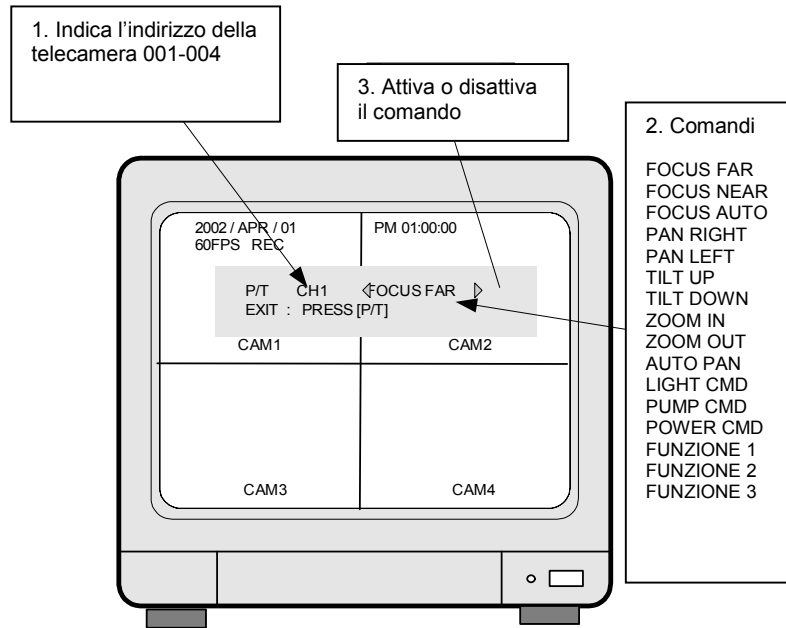 1. Indica l'indirizzo della
telecamera 001-004
3. Attiva o disattiva
il comando
2. Comandi
FOCUS FAR
FOCUS NEAR
FOCUS AUTO
PAN RIGHT
PAN LEFT
TILT UP
TILT DOWN
ZOOM IN
ZOOM OUT
AUTO PAN
LIGHT CMD
PUMP CMD
POWER CMD
FUNZIONE 1
FUNZIONE 2
FUNZIONE 3
2002 / APR / 01 PM 01:00:00
60FPS REC
P/T CH1 FOCUS FAR
EXIT : PRESS [P/T]
CAM1 CAM2
CAM3 CAM4